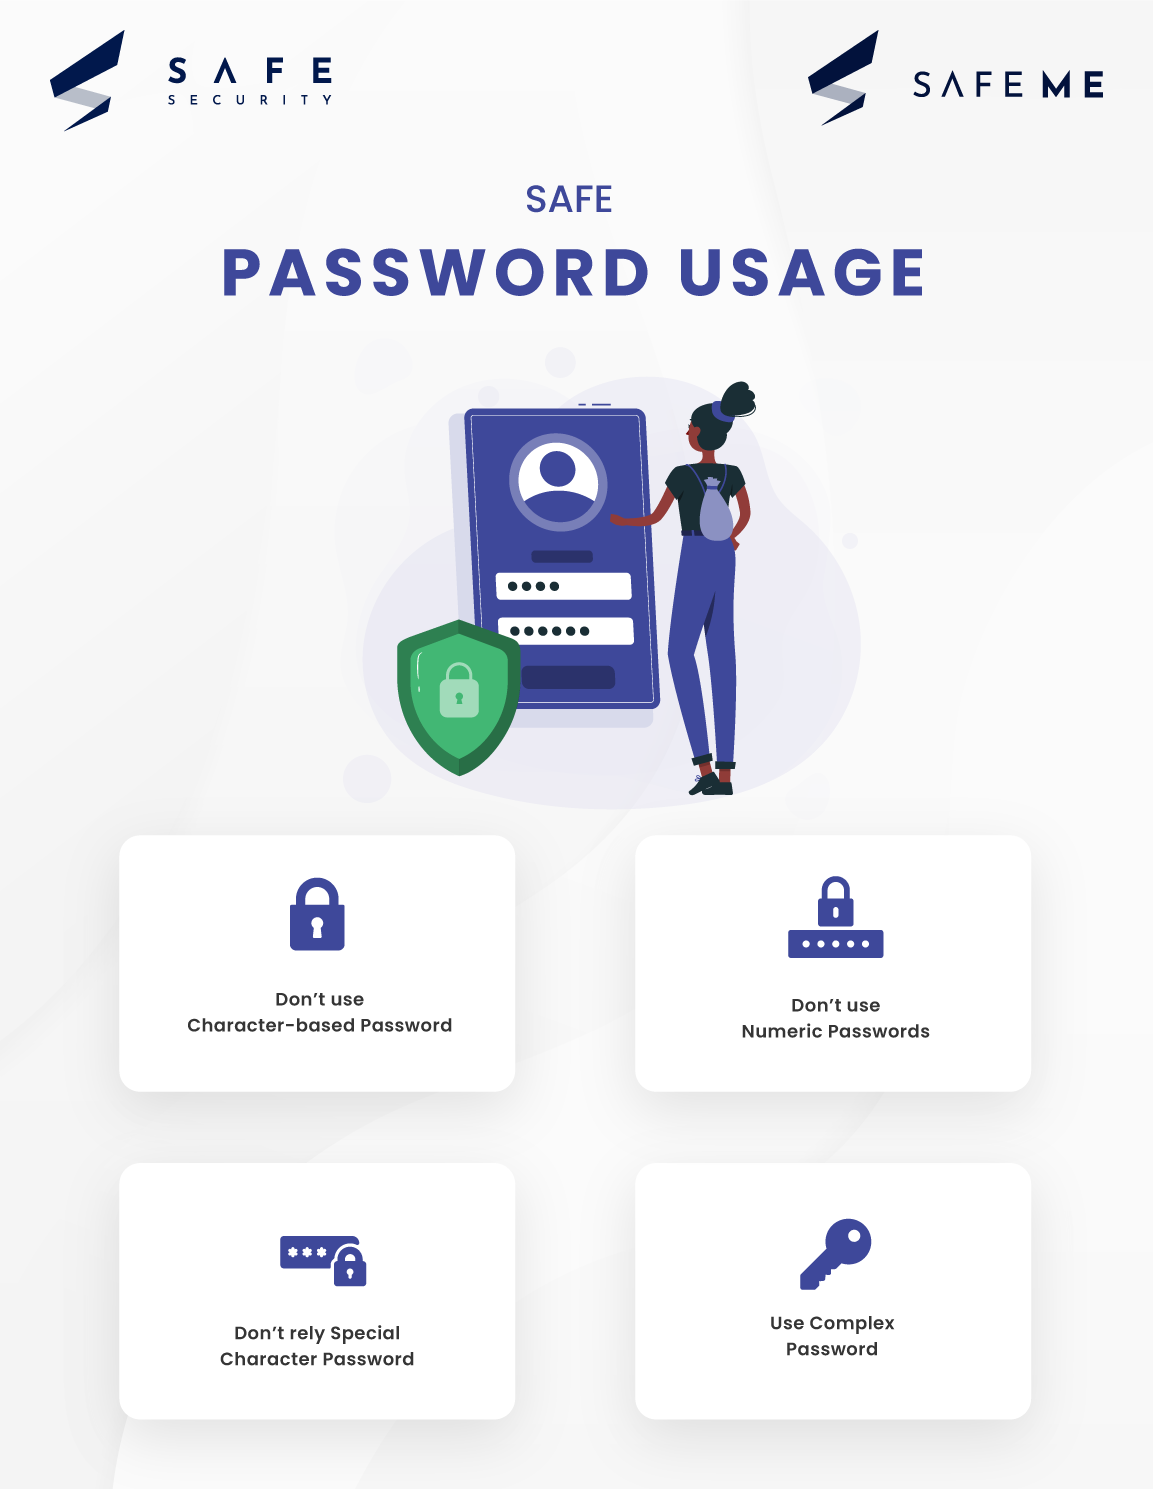 SAFE
SECURITY
SAFE ME
SAFE
PASSWORD USAGE
Don’t use
Character-based Password
Don’t use
Numeric Passwords
Don’t rely Special
Character Password
Use Complex
Password